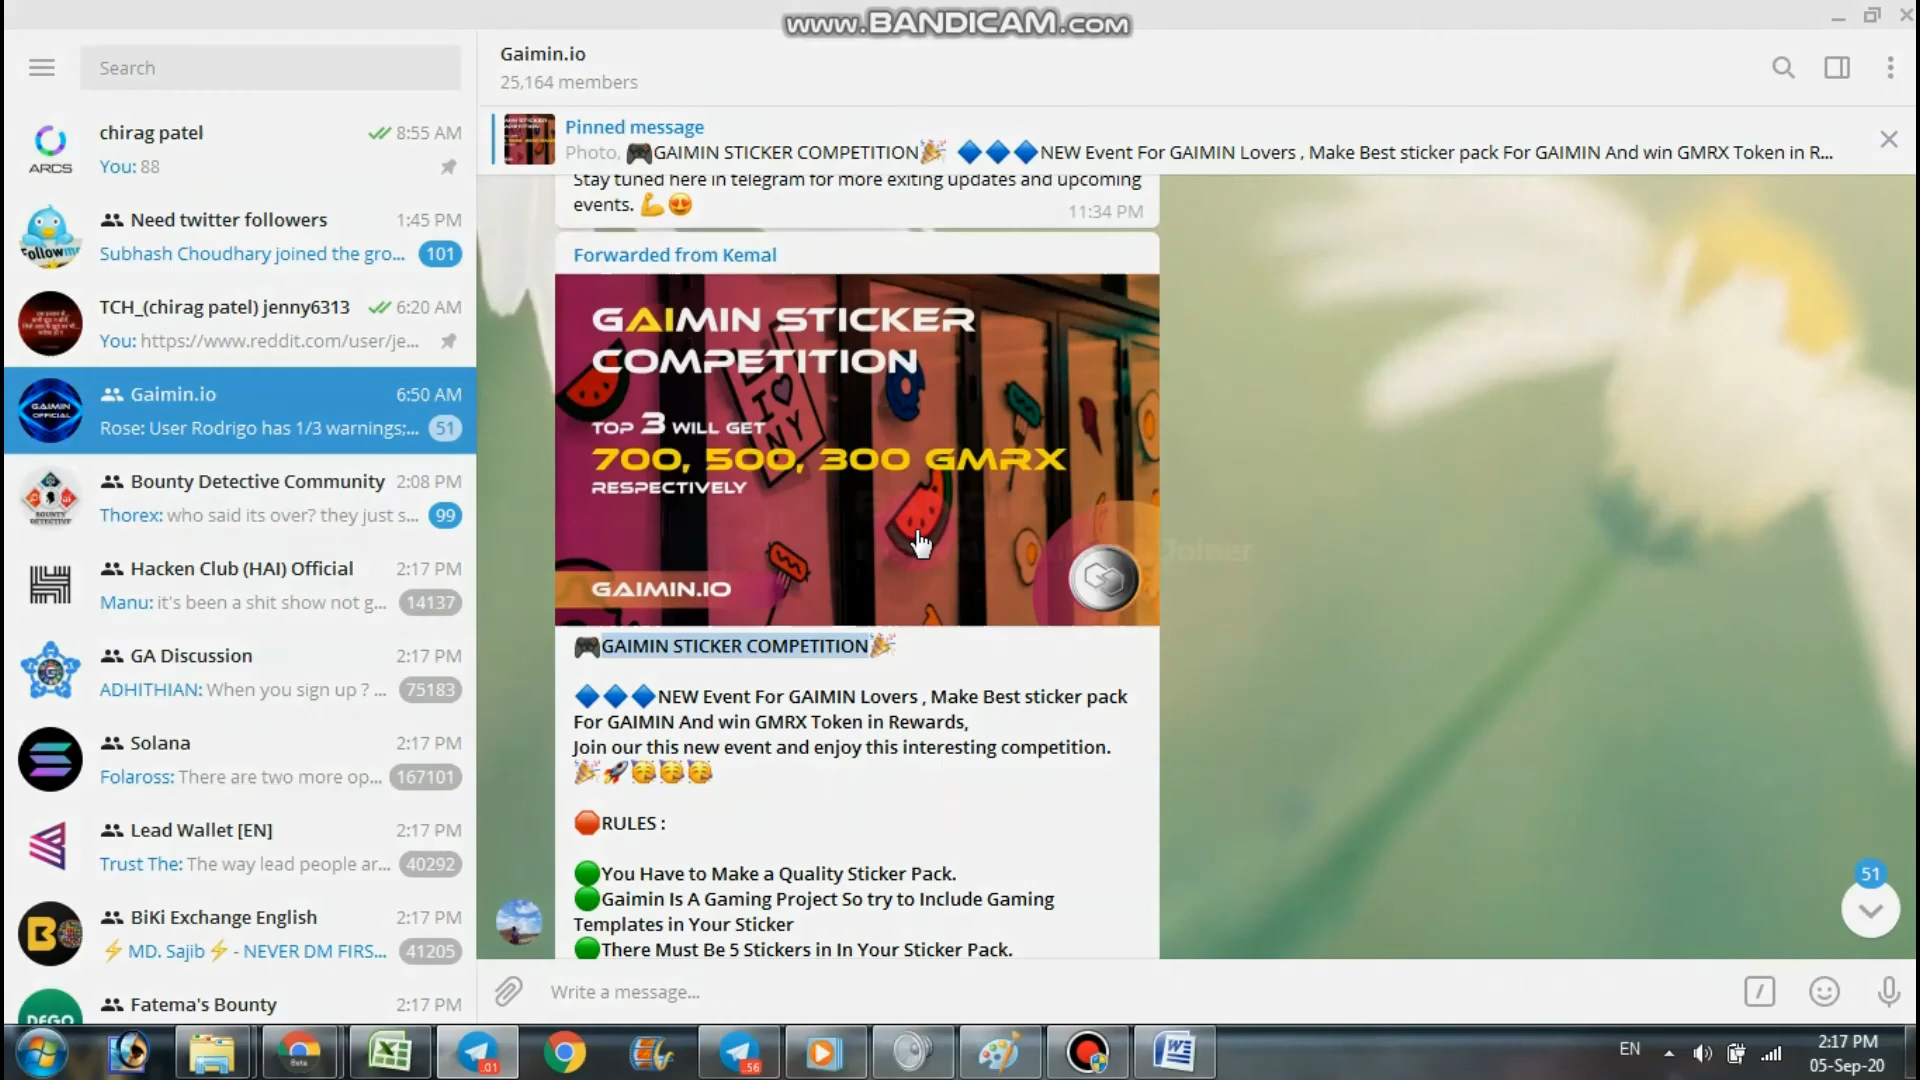 www.BANDICAM.com
Search
Gaimin.io
25,164 members
Pinned message
Photo, 🎮GAIMIN STICKER COMPETITION🎉 🔷🔷🔷NEW Event For GAIMIN Lovers , Make Best sticker pack For GAIMIN And win GMRX Token in R...
chirag patel 8:55 AM
You: 88
ARCS
Need twitter followers 1:45 PM
Subhash Choudhary joined the gro... 101
TCH_(chirag patel) jenny6313 6:20 AM
You: https://www.reddit.com/user/je...
Gaimin.io 6:50 AM
Rose: User Rodrigo has 1/3 warnings;... 51
GAIMIN
OFFICIAL
Bounty Detective Community 2:08 PM
Thorex: who said its over? they just s... 99
BOUNTY
DETECTIVE
Hacken Club (HAI) Official 2:17 PM
Manu: it's been a shit show not g... 14137
GA Discussion 2:17 PM
ADHITHIAN: When you sign up ? ... 75183
Solana 2:17 PM
Folaross: There are two more op... 167101
Lead Wallet [EN] 2:17 PM
Trust The: The way lead people ar... 40292
BiKi Exchange English 2:17 PM
⚡ MD. Sajib ⚡ - NEVER DM FIRS... 41205
Fatema's Bounty 2:17 PM
DEGO
Stay tuned here in telegram for more exiting updates and upcoming
events. 💪😍
11:34 PM
Forwarded from Kemal
GAIMIN STICKER
COMPETITION
TOP 3 WILL GET
700, 500, 300 GMRX
RESPECTIVELY
I ❤ NY
GAIMIN.IO
🎮GAIMIN STICKER COMPETITION🎉
🔷🔷🔷NEW Event For GAIMIN Lovers , Make Best sticker pack
For GAIMIN And win GMRX Token in Rewards,
Join our this new event and enjoy this interesting competition.
🎉🚀🥳🥳🥳
🛑RULES :
🟢You Have to Make a Quality Sticker Pack.
🟢Gaimin Is A Gaming Project So try to Include Gaming
Templates in Your Sticker
🟢There Must Be 5 Stickers in In Your Sticker Pack.
51
Write a message...
Beta
.01
.56
EN
2:17 PM
05-Sep-20